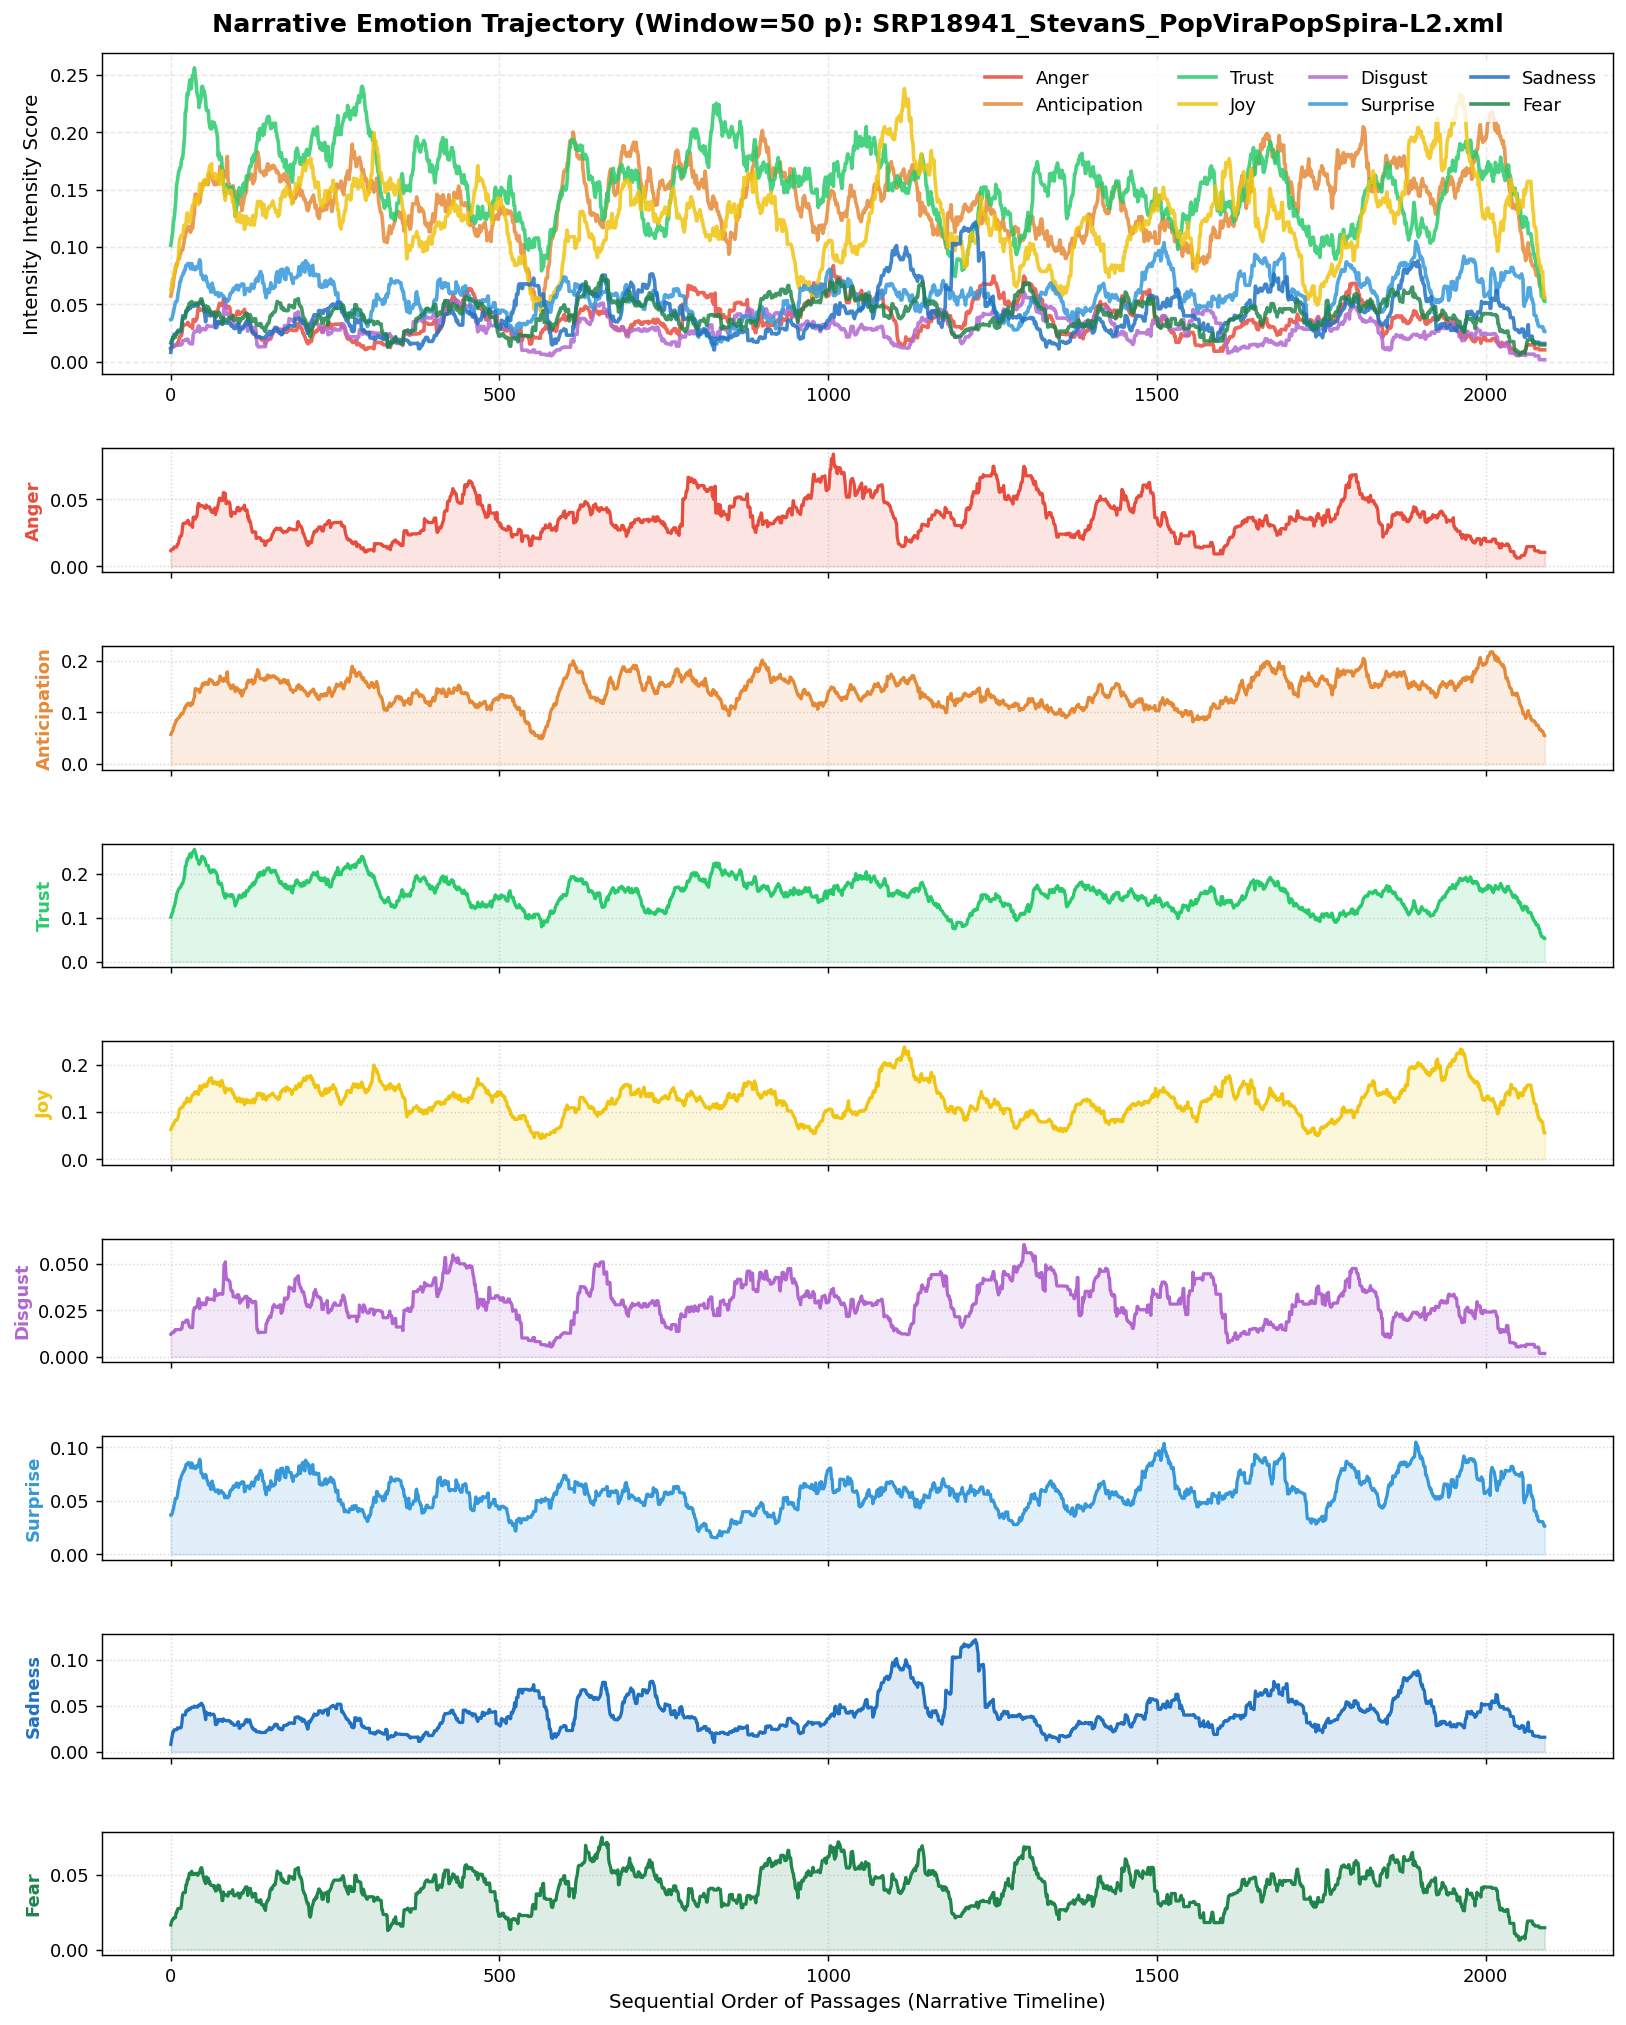 Narrative Emotion Trajectory (Window=50 p): SRP18941_StevanS_PopViraPopSpira-L2.xml
Intensity Intensity Score
0.25
0.20
0.15
0.10
0.05
0.00
Anger Trust Disgust Sadness
Anticipation Joy Surprise Fear
0 500 1000 1500 2000
Anger
0.05
0.00
Anticipation
0.2
0.1
0.0
Trust
0.2
0.1
0.0
Joy
0.2
0.1
0.0
Disgust
0.050
0.025
0.000
Surprise
0.10
0.05
0.00
Sadness
0.10
0.05
0.00
Fear
0.05
0.00
0 500 1000 1500 2000
Sequential Order of Passages (Narrative Timeline)